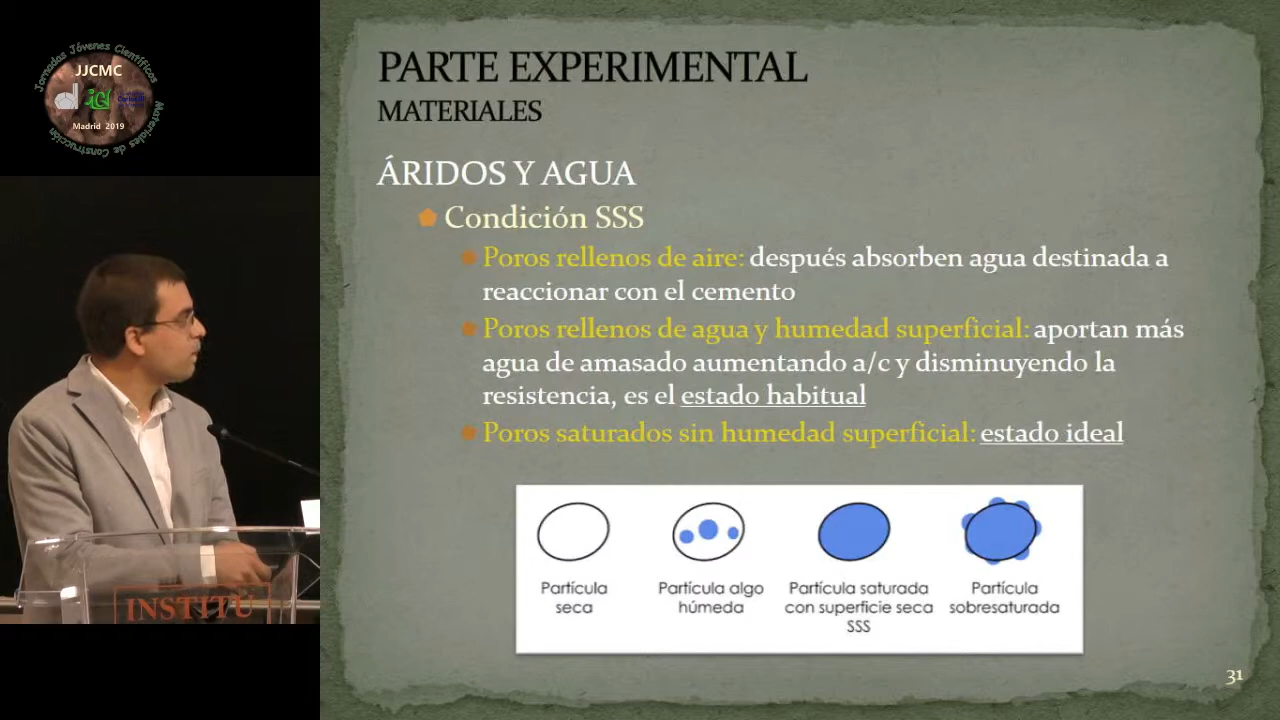 Jornadas Jóvenes Científicos
JJCMC
Madrid 2019
Materiales de Construcción
INSTITU
PARTE EXPERIMENTAL
MATERIALES
ÁRIDOS Y AGUA
Condición SSS
Poros rellenos de aire: después absorben agua destinada a
reaccionar con el cemento
Poros rellenos de agua y humedad superficial: aportan más
agua de amasado aumentando a/c y disminuyendo la
resistencia, es el estado habitual
Poros saturados sin humedad superficial: estado ideal
Partícula
seca
Partícula algo
húmeda
Partícula saturada
con superficie seca
SSS
Partícula
sobresaturada
31